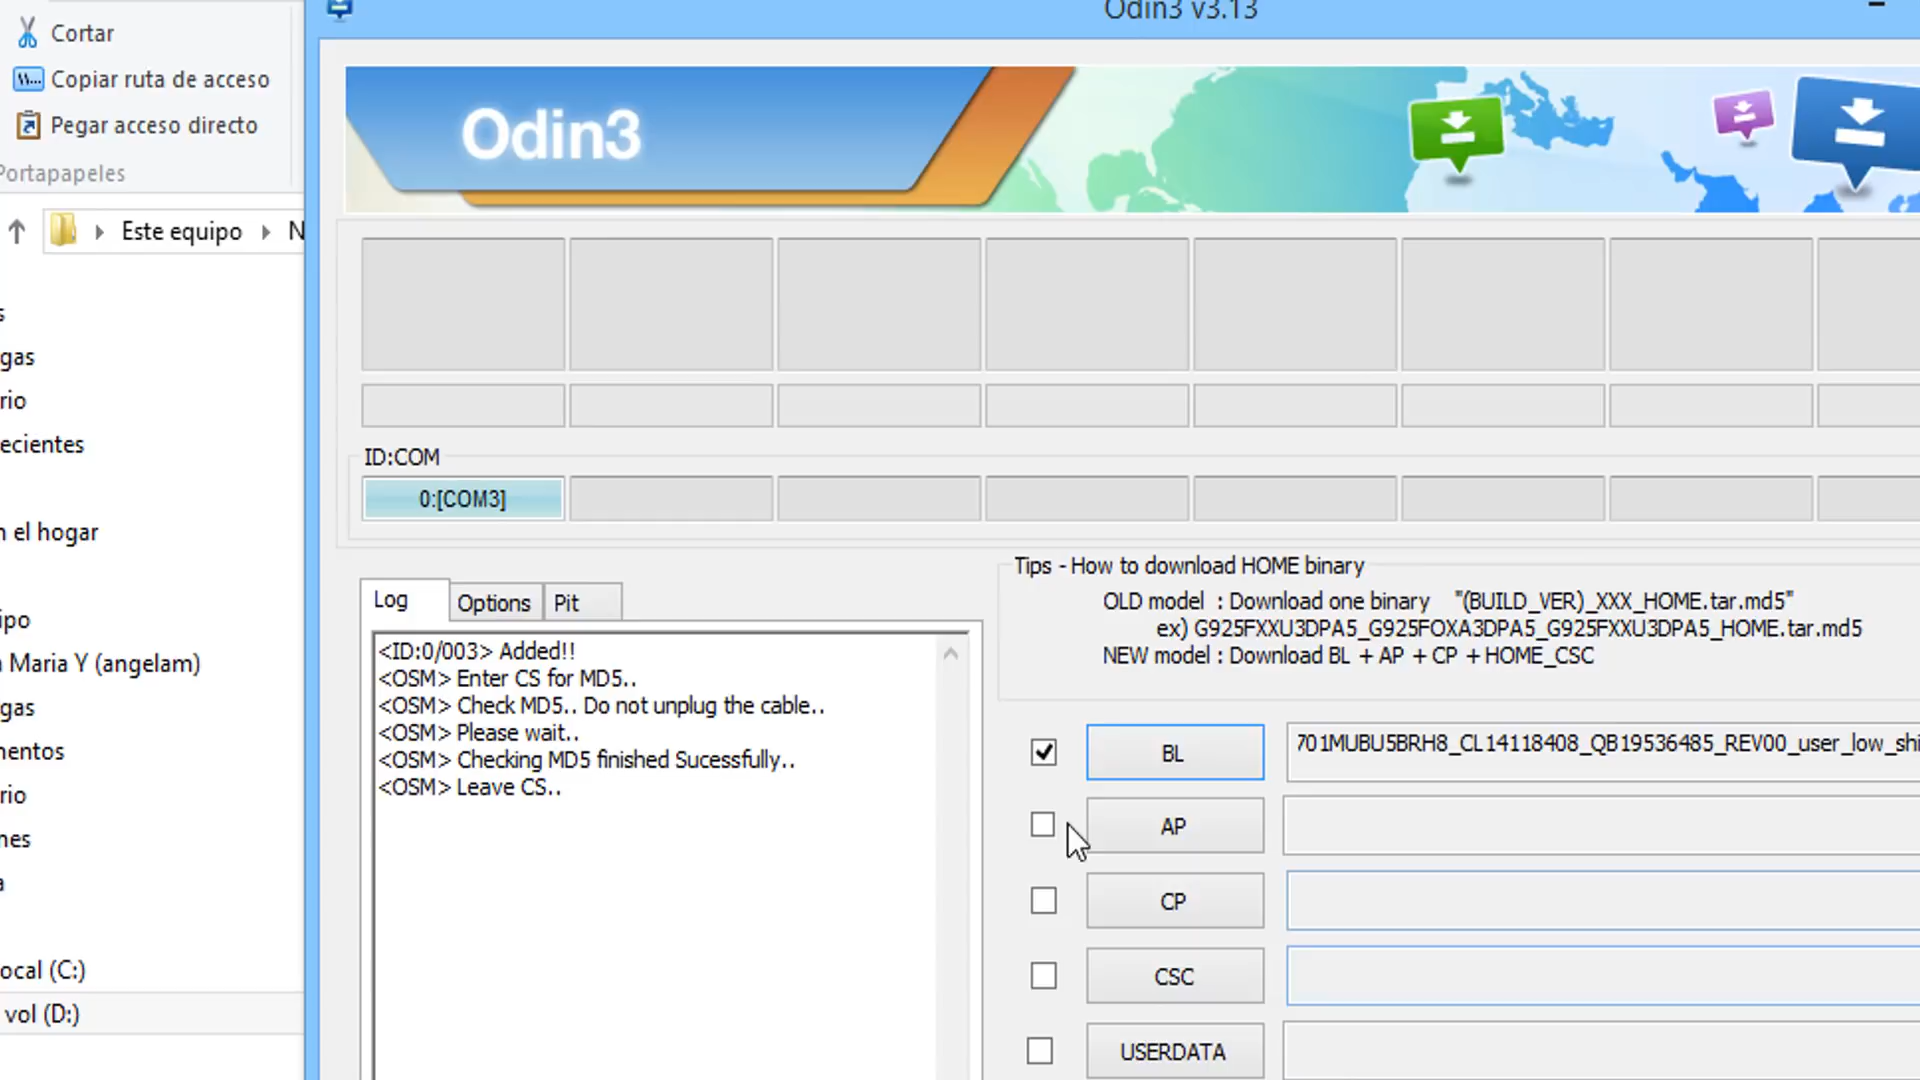 Cortar
Copiar ruta de acceso
Pegar acceso directo
Portapapeles
Este equipo
N
s
gas
rio
ecientes
n el hogar
ipo
Maria Y (angelam)
gas
mentos
rio
nes
a
ocal (C:)
vol (D:)
Odin3 v3.13
Odin3
ID:COM
0:[COM3]
Log
Options
Pit
<ID:0/003> Added!!
<OSM> Enter CS for MD5..
<OSM> Check MD5.. Do not unplug the cable..
<OSM> Please wait..
<OSM> Checking MD5 finished Sucessfully..
<OSM> Leave CS..
Tips - How to download HOME binary
OLD model : Download one binary "(BUILD_VER)_XXX_HOME.tar.md5"
ex) G925FXXU3DPA5_G925FOXA3DPA5_G925FXXU3DPA5_HOME.tar.md5
NEW model : Download BL + AP + CP + HOME_CSC
BL
701MUBU5BRH8_CL14118408_QB19536485_REV00_user_low_shi
AP
CP
CSC
USERDATA